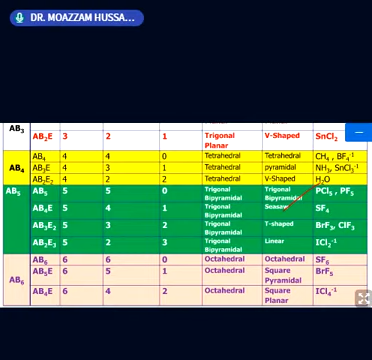 DR. MOAZZAM HUSSA...
AB3
AB2E 3 2 1 Trigonal Planar V-Shaped SnCl2
AB4 AB4 4 4 0 Tetrahedral Tetrahedral CH4 , BF4-1
AB3E 4 3 1 Tetrahedral pyramidal NH3, SnCl3-1
AB2E2 4 2 2 Tetrahedral V-Shaped H2O
AB5 AB5 5 5 0 Trigonal Bipyramidal Trigonal Bipyramidal PCl5 , PF5
AB4E 5 4 1 Trigonal Bipyramidal Seasaw SF4
AB3E2 5 3 2 Trigonal Bipyramidal T-shaped BrF3, ClF3
AB2E3 5 2 3 Trigonal Bipyramidal Linear ICl2-1
AB6 AB6 6 6 0 Octahedral Octahedral SF6
AB5E 6 5 1 Octahedral Square Pyramidal BrF5
AB4E 6 4 2 Octahedral Square Planar ICl4-1